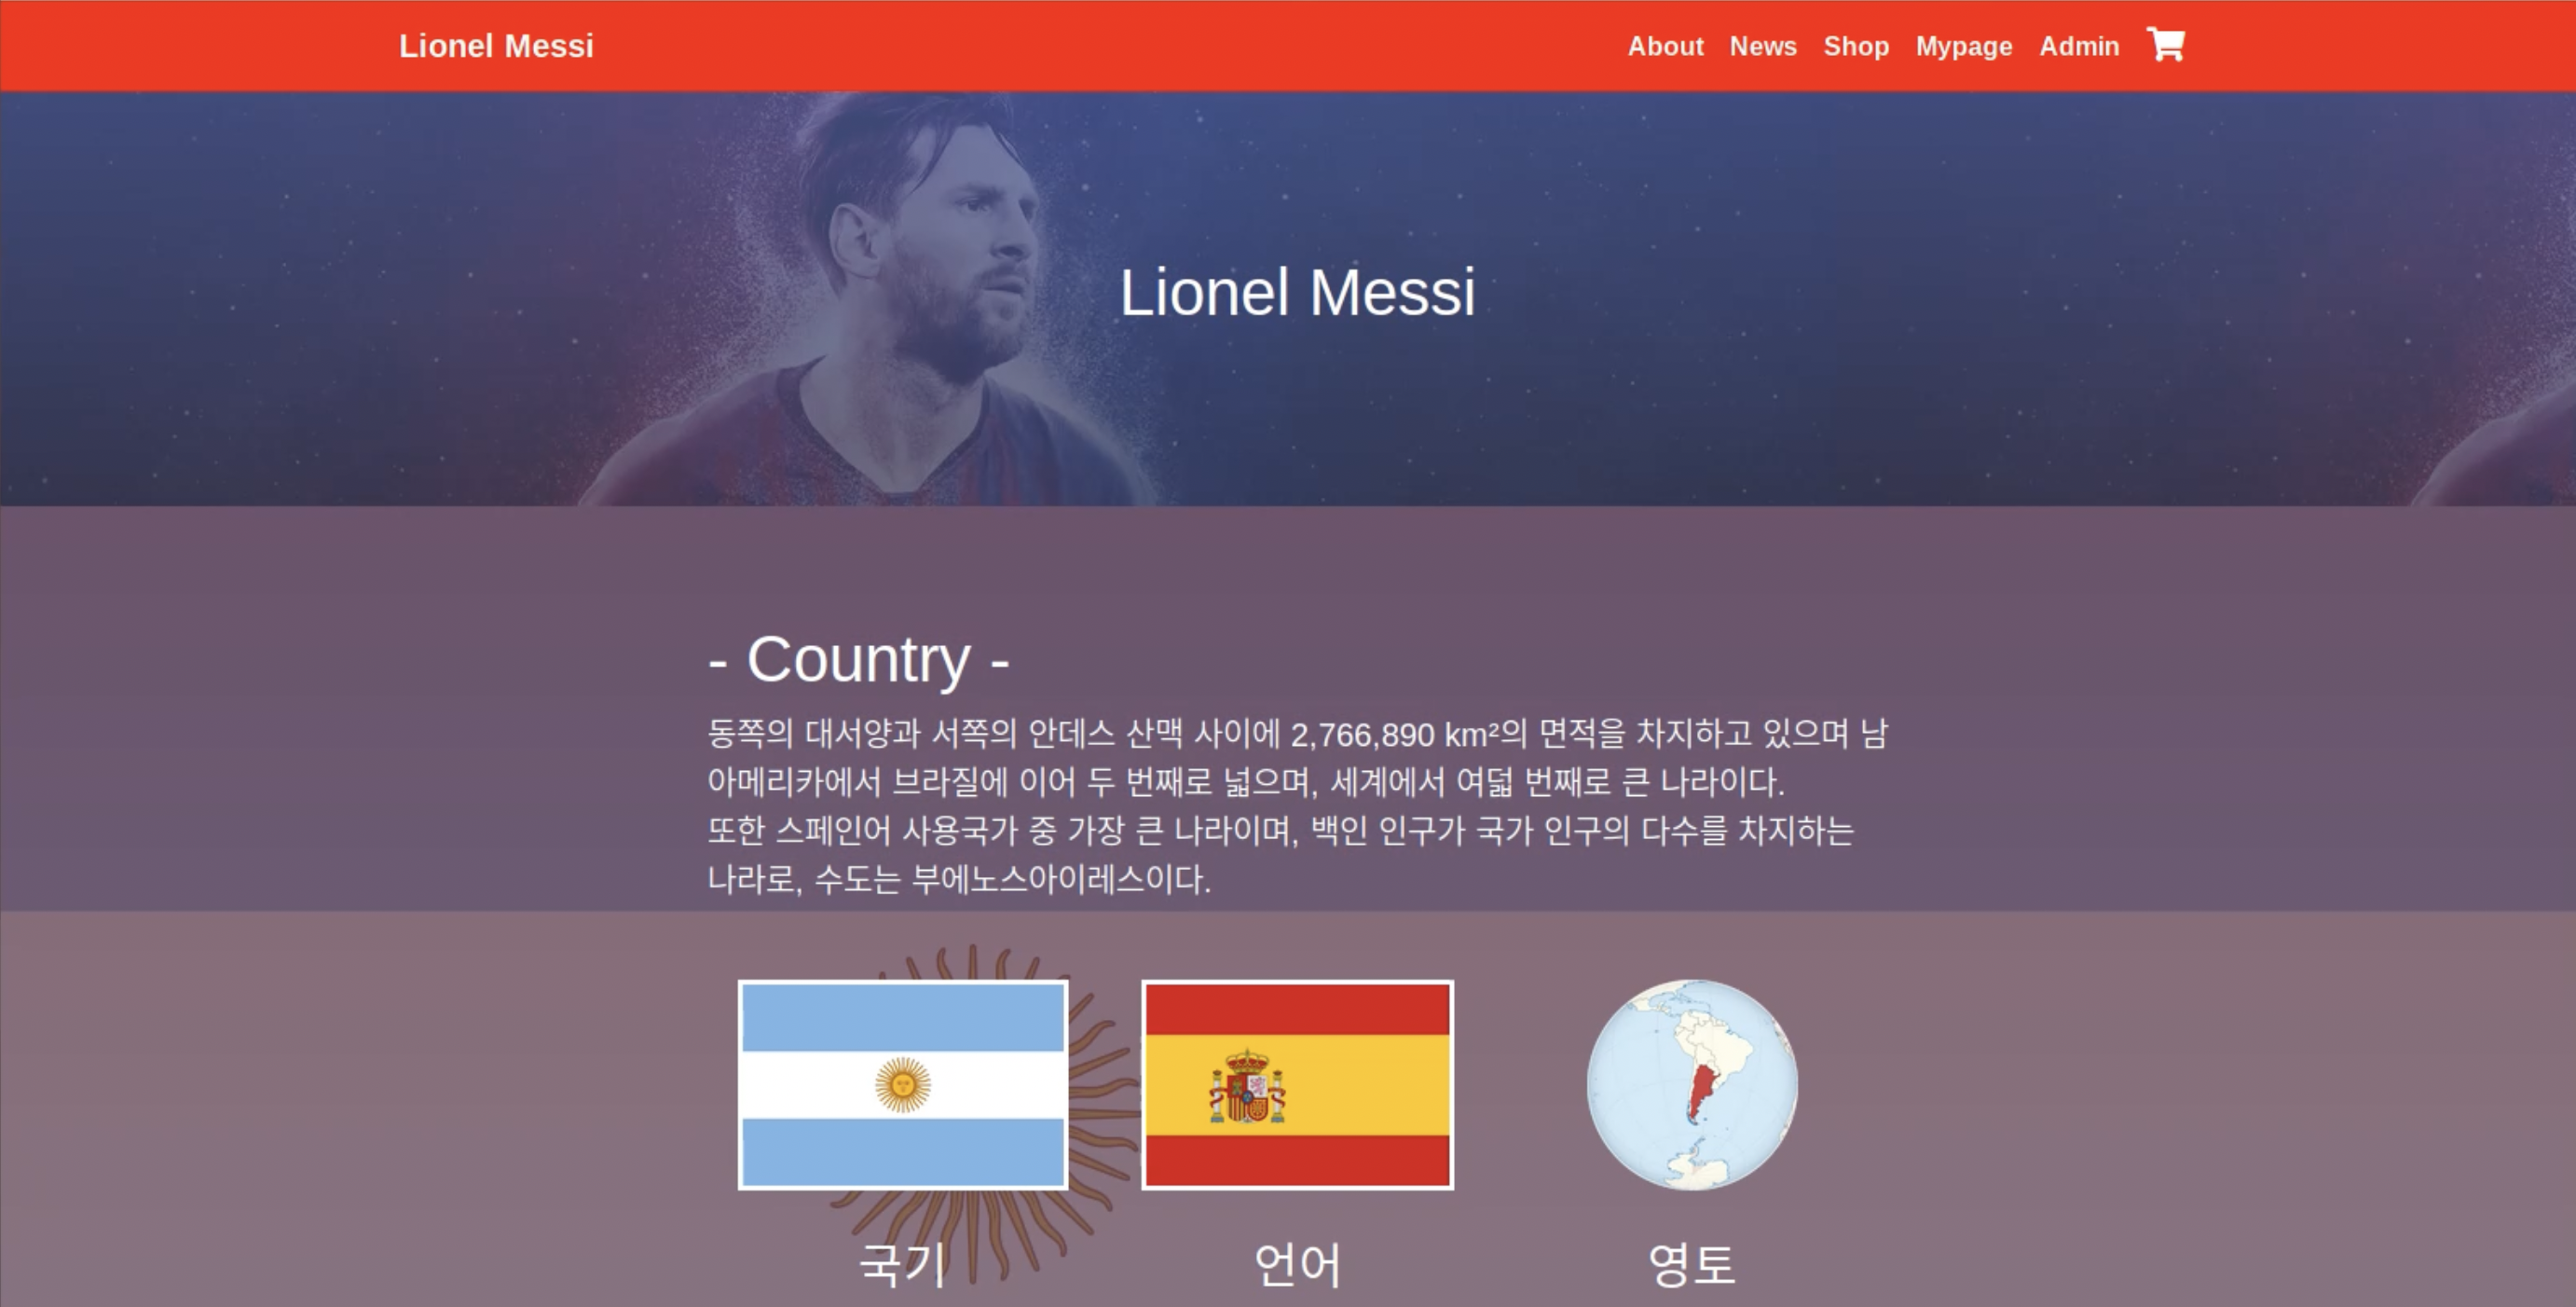 Lionel Messi
About News Shop Mypage Admin
Lionel Messi
- Country -
동쪽의 대서양과 서쪽의 안데스 산맥 사이에 2,766,890 km²의 면적을 차지하고 있으며 남
아메리카에서 브라질에 이어 두 번째로 넓으며, 세계에서 여덟 번째로 큰 나라이다.
또한 스페인어 사용국가 중 가장 큰 나라이며, 백인 인구가 국가 인구의 다수를 차지하는
나라로, 수도는 부에노스아이레스이다.
국기
언어
영토